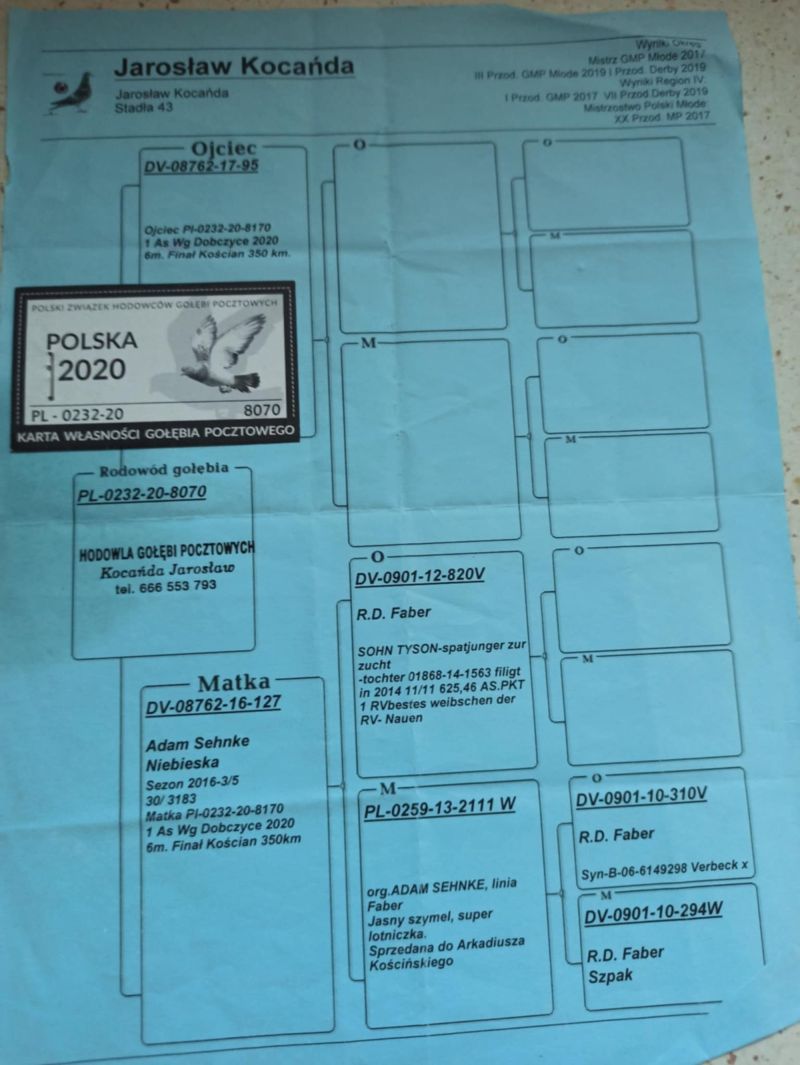 Jarosław Kocańda
Jarosław Kocańda
Stadła 43
Wyniki Okręg
Mistrz GMP Młode 2017
III Przod. GMP Młode 2019 I Przod. Derby 2019
Wyniki Region IV.
I Przod. GMP 2017 VII Przod Derby 2019
Mistrzostwo Polski Młode
XX Przod. MP 2017
Ojciec
DV-08762-17-95
Ojciec Pl-0232-20-8170
1 As Wg Dobczyce 2020
6m. Finał Kościan 350 km.
POLSKI ZWIĄZEK HODOWCÓW GOŁĘBI POCZTOWYCH
POLSKA
2020
PL - 0232-20 8070
KARTA WŁASNOŚCI GOŁĘBIA POCZTOWEGO
Rodowód gołębia
PL-0232-20-8070
HODOWLA GOŁĘBI POCZTOWYCH
Kocańda Jarosław
tel. 666 553 793
Matka
DV-08762-16-127
Adam Sehnke
Niebieska
Sezon 2016-3/5
30/ 3183
Matka Pl-0232-20-8170
1 As Wg Dobczyce 2020
6m. Finał Kościan 350km
O
M
O
DV-0901-12-820V
R.D. Faber
SOHN TYSON-spatjunger zur
zucht
-tochter 01868-14-1563 filigt
in 2014 11/11 625,46 AS.PKT
1 RVbestes weibschen der
RV- Nauen
M
PL-0259-13-2111 W
org.ADAM SEHNKE, linia
Faber
Jasny szymel, super
lotniczka.
Sprzedana do Arkadiusza
Kościńskiego
O
M
O
M
O
M
O
DV-0901-10-310V
R.D. Faber
Syn-B-06-6149298 Verbeck x
M
DV-0901-10-294W
R.D. Faber
Szpak